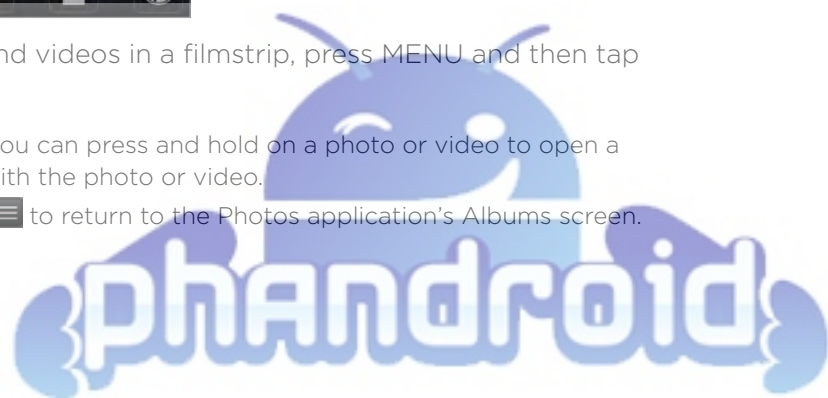 nd videos in a filmstrip, press MENU and then tap
ou can press and hold on a photo or video to open a
ith the photo or video.
to return to the Photos application's Albums screen.
phandroid